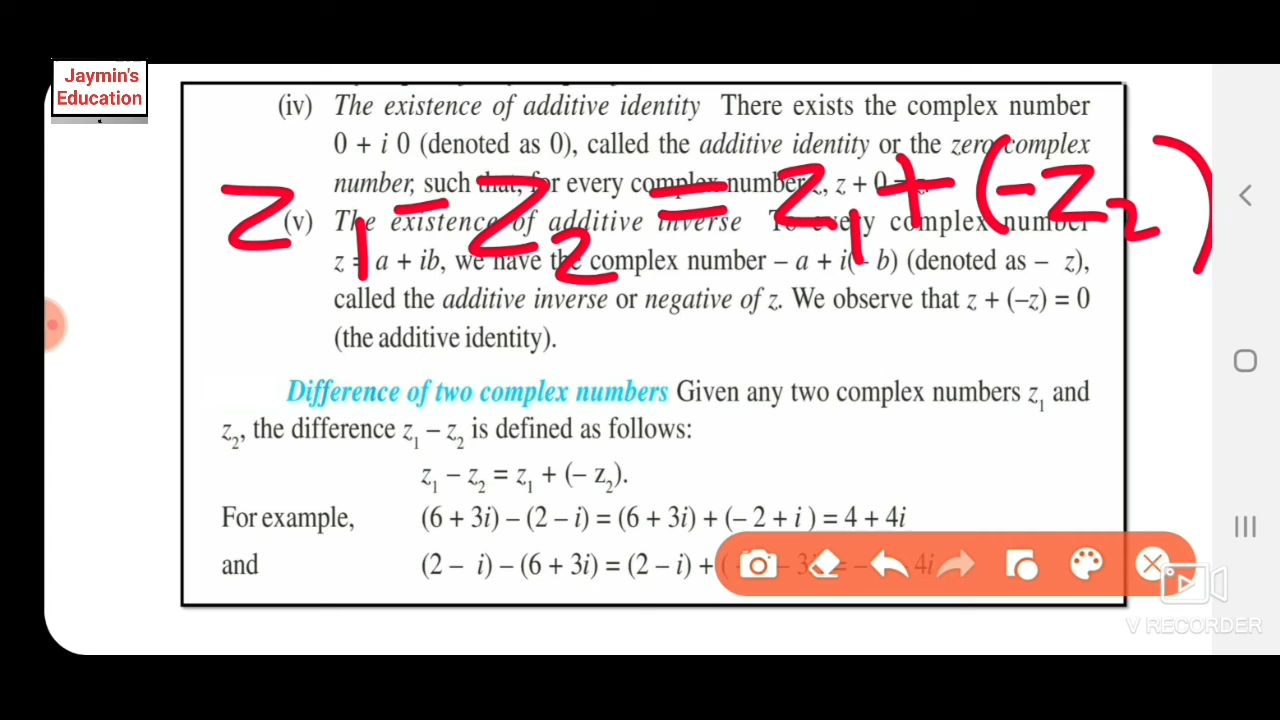 Jaymin's
Education
(iv) The existence of additive identity There exists the complex number
0 + i 0 (denoted as 0), called the additive identity or the zero complex
number, such that, for every complex number z, z + 0 =
z₁ - z₂ = z₁ + (-z₂)
(v) The existence of additive inverse To every complex number
z = a + ib, we have the complex number – a + i(– b) (denoted as – z),
called the additive inverse or negative of z. We observe that z + (–z) = 0
(the additive identity).
Difference of two complex numbers Given any two complex numbers z₁ and
z₂, the difference z₁ – z₂ is defined as follows:
z₁ – z₂ = z₁ + (– z₂).
For example, (6 + 3i) – (2 – i) = (6 + 3i) + (– 2 + i ) = 4 + 4i
and (2 – i) – (6 + 3i) = (2 – i) + ( 3i 4i
V RECORDER